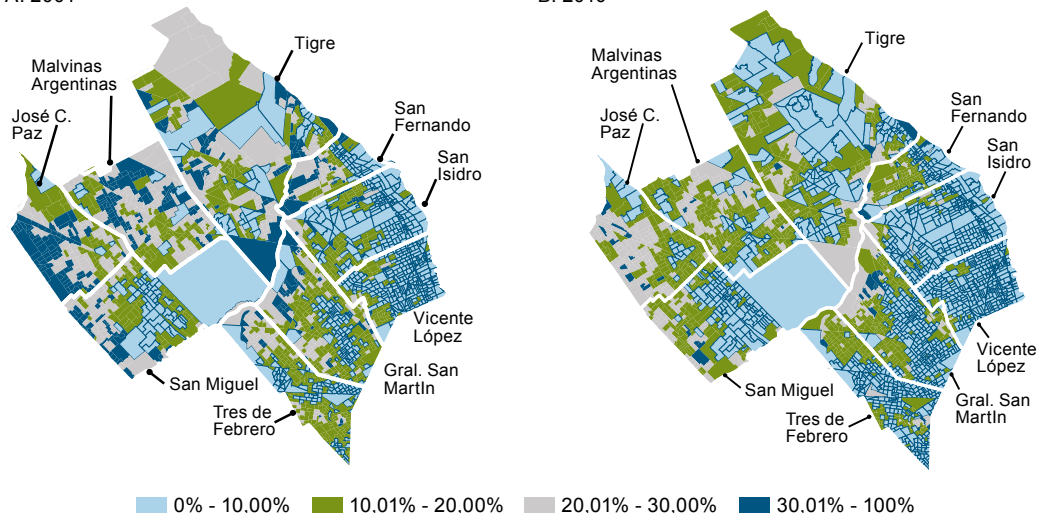 Tigre
Malvinas
Argentinas
José C.
Paz
San
Fernando
San
Isidro
Vicente
López
Gral. San
MartIn
San Miguel
Tres de
Febrero
Tigre
Malvinas
Argentinas
José C.
Paz
San
Fernando
San
Isidro
Vicente
López
Gral. San
MartIn
San Miguel
Tres de
Febrero
0% - 10,00%
10,01% - 20,00%
20,01% - 30,00%
30,01% - 100%